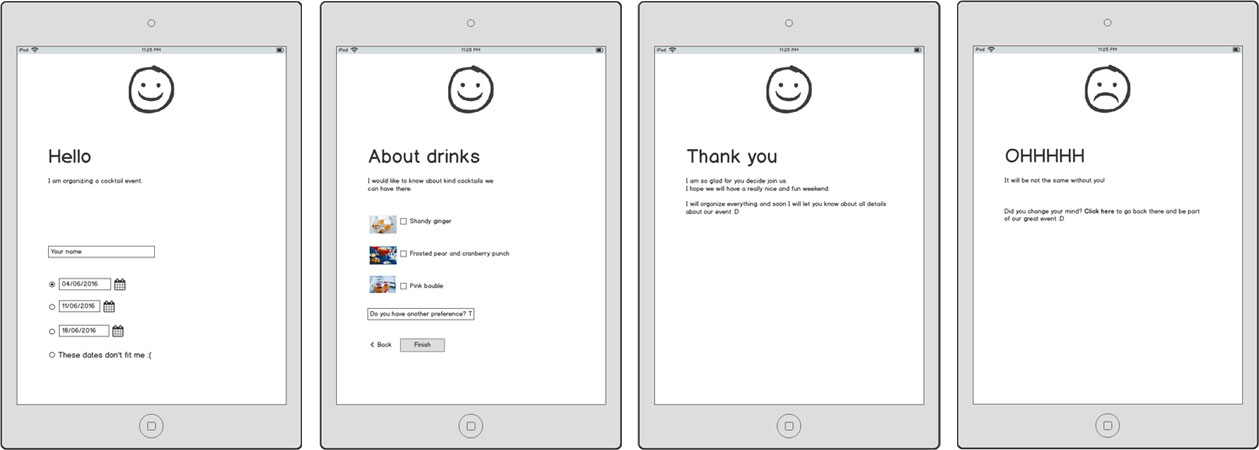 iPod 11:25 PM
Hello
I am organizing a cocktail event.
Your name
04/06/2016
11/06/2016
18/06/2016
These dates don't fit me :(
iPod 11:25 PM
About drinks
I would like to know about kind cocktails we
can have there.
Shandy ginger
Frosted pear and cranberry punch
Pink bauble
Do you have another preference? T
< Back Finish
iPod 11:25 PM
Thank you
I am so glad for you decide join us.
I hope we will have a really nice and fun weekend.
I will organize everything and soon I will let you know about all details
about our event :D
iPod 11:25 PM
OHHHHH
It will be not the same without you!
Did you change your mind? Click here to go back there and be part
of our great event :D